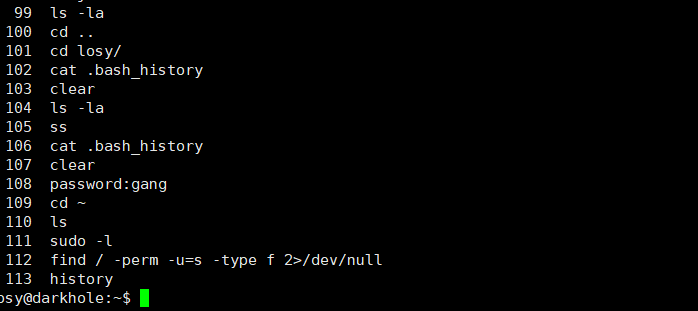 99 ls -la
100 cd ..
101 cd losy/
102 cat .bash_history
103 clear
104 ls -la
105 ss
106 cat .bash_history
107 clear
108 password:gang
109 cd ~
110 ls
111 sudo -l
112 find / -perm -u=s -type f 2>/dev/null
113 history
osy@darkhole:~$